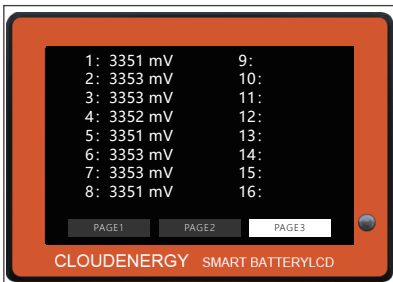 1: 3351 mV 9:
2: 3353 mV 10:
3: 3353 mV 11:
4: 3352 mV 12:
5: 3351 mV 13:
6: 3353 mV 14:
7: 3353 mV 15:
8: 3351 mV 16:
PAGE1 PAGE2 PAGE3
CLOUDENERGY SMART BATTERYLCD